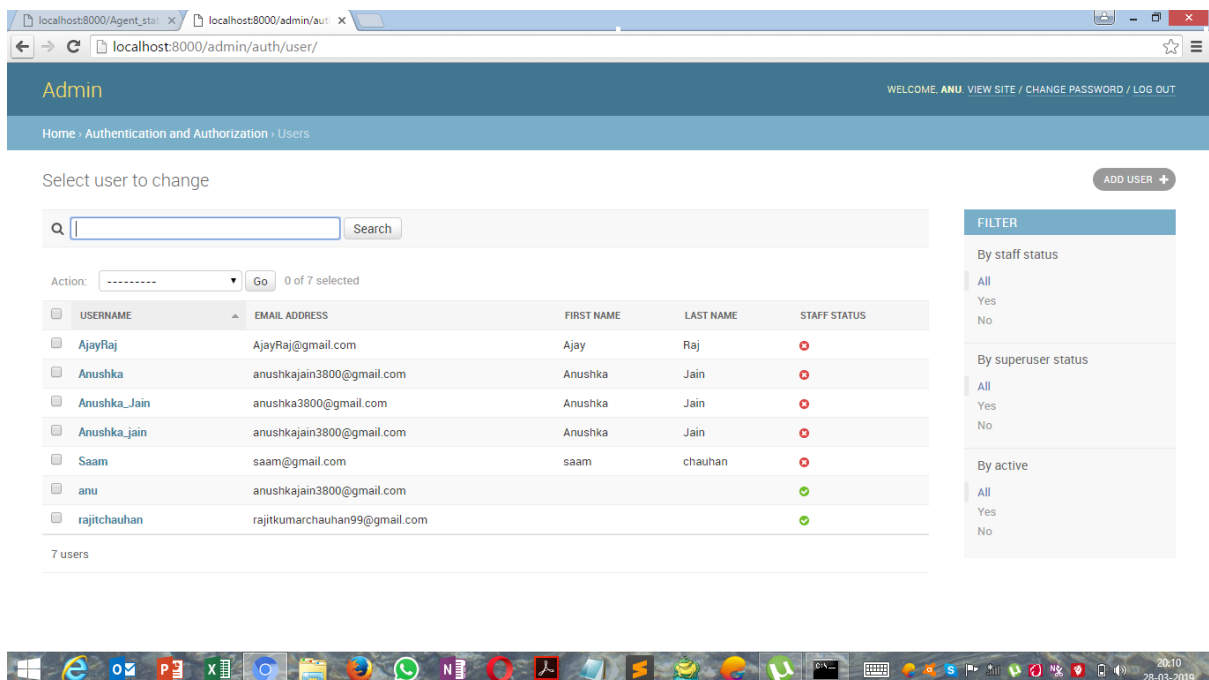 localhost:8000/Agent_stat localhost:8000/admin/auth
localhost:8000/admin/auth/user/
Admin
WELCOME, ANU. VIEW SITE / CHANGE PASSWORD / LOG OUT
Home › Authentication and Authorization › Users
Select user to change
ADD USER +
Search
Action: --------- Go 0 of 7 selected
USERNAME EMAIL ADDRESS FIRST NAME LAST NAME STAFF STATUS
AjayRaj AjayRaj@gmail.com Ajay Raj
Anushka anushkajain3800@gmail.com Anushka Jain
Anushka_Jain anushka3800@gmail.com Anushka Jain
Anushka_jain anushkajain3800@gmail.com Anushka Jain
Saam saam@gmail.com saam chauhan
anu anushkajain3800@gmail.com
rajitchauhan rajitkumarchauhan99@gmail.com
7 users
FILTER
By staff status
All
Yes
No
By superuser status
All
Yes
No
By active
All
Yes
No
20:10
28-03-2019